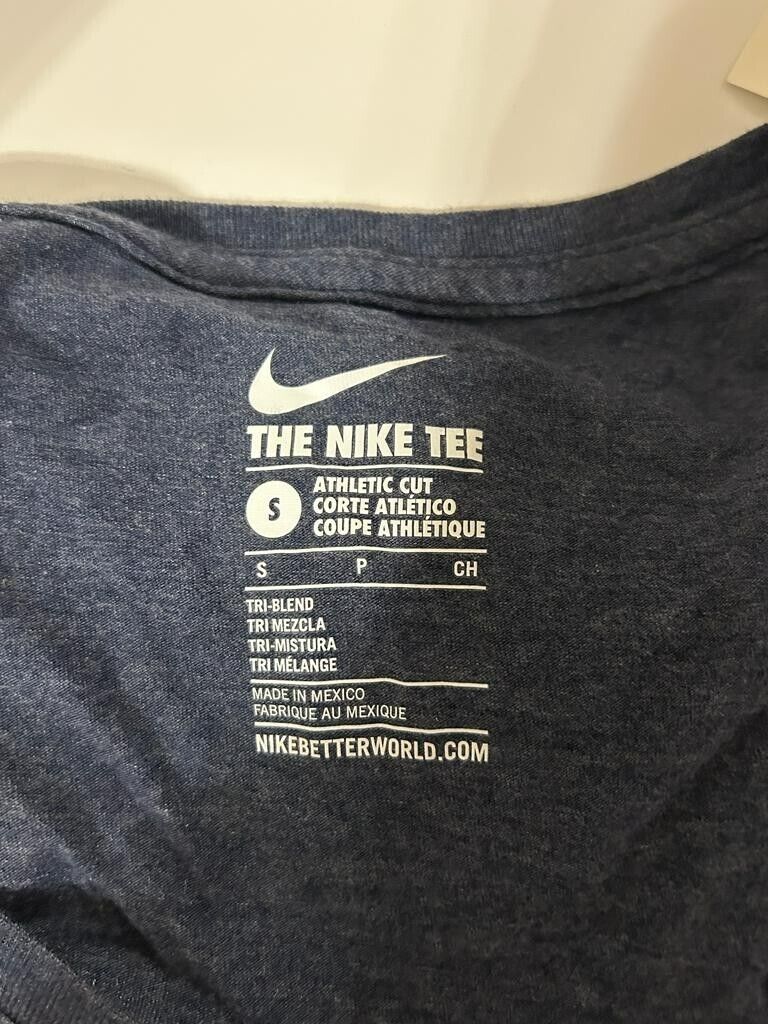 THE NIKE TEE
S
ATHLETIC CUT
CORTE ATLÉTICO
COUPE ATHLÉTIQUE
S P CH
TRI-BLEND
TRI MEZCLA
TRI-MISTURA
TRI MÉLANGE
MADE IN MEXICO
FABRIQUE AU MEXIQUE
NIKEBETTERWORLD.COM